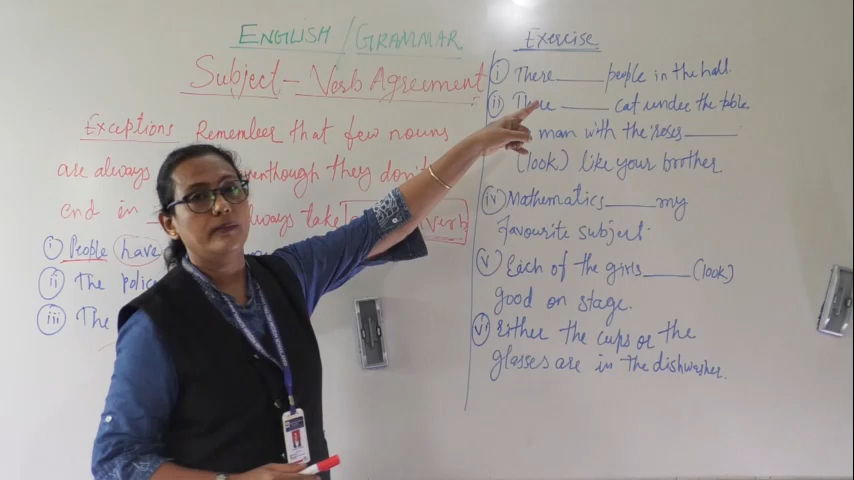 ENGLISH / GRAMMAR
Subject - Verb Agreement
Exceptions Remember that few nouns
are always eventhough they don't
end in always take verb
i People have
ii The police
iii The
Exercise
i There ______ people in the hall.
ii There ______ cat under the table.
man with the roses ______
(look) like your brother.
iv Mathematics ______ my
favourite subject.
v Each of the girls ______ (look)
good on stage.
vi Either the cups or the
glasses are in the dishwasher.